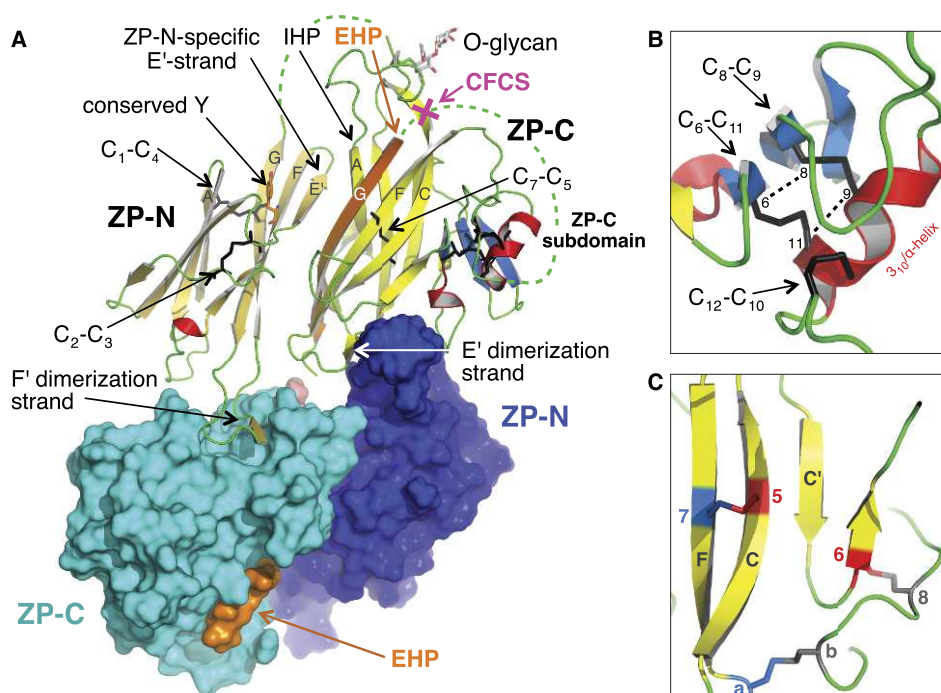 A
ZP-N-specific
E'-strand
IHP
EHP
O-glycan
CFCS
conserved Y
C₁-C₄
ZP-C
G
F
E'
A
A
G
F
C
C₇-C₅
ZP-N
ZP-C
subdomain
C₂-C₃
E' dimerization
strand
F' dimerization
strand
ZP-N
ZP-C
EHP
B
C₈-C₉
C₆-C₁₁
8
6
9
11
3₁₀/α-helix
C₁₂-C₁₀
C
C'
5
7
6
F
C
8
b
a